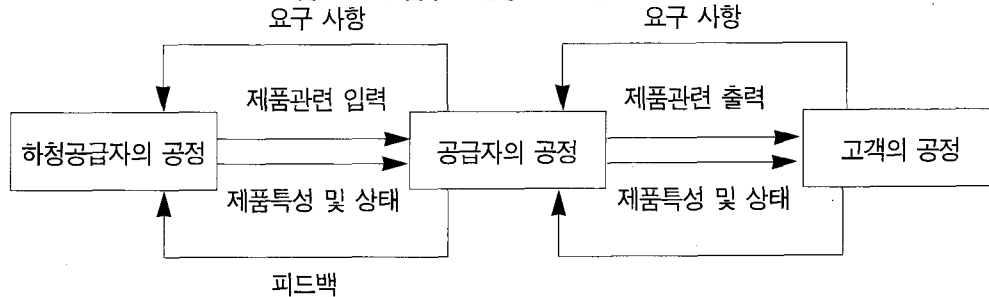 요구 사항
요구 사항
제품관련 입력
제품관련 출력
하청공급자의 공정
공급자의 공정
고객의 공정
제품특성 및 상태
제품특성 및 상태
피드백